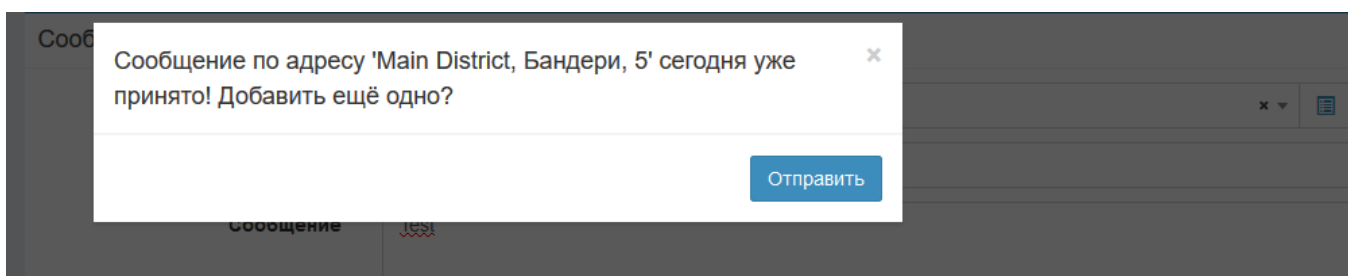 Сооб
Сообщение по адресу 'Main District, Бандери, 5' сегодня уже
принято! Добавить ещё одно?
×
×
Отправить
Сообщение
Test